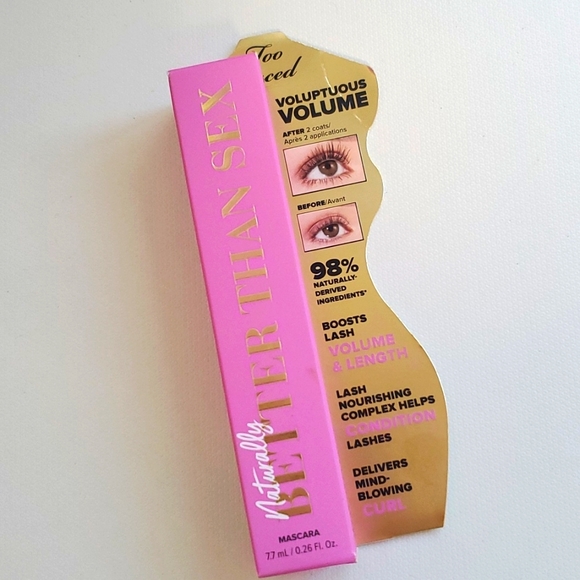 Naturally
BETTER THAN SEX
MASCARA
7.7 mL / 0.26 Fl. Oz.
Too
VOLUPTUOUS
VOLUME
AFTER 2 coats/
Après 2 applications
BEFORE/Avant
98%
NATURALLY-
DERIVED
INGREDIENTS*
BOOSTS
LASH
VOLUME
& LENGTH
LASH
NOURISHING
COMPLEX HELPS
CONDITION
LASHES
DELIVERS
MIND-
BLOWING
CURL